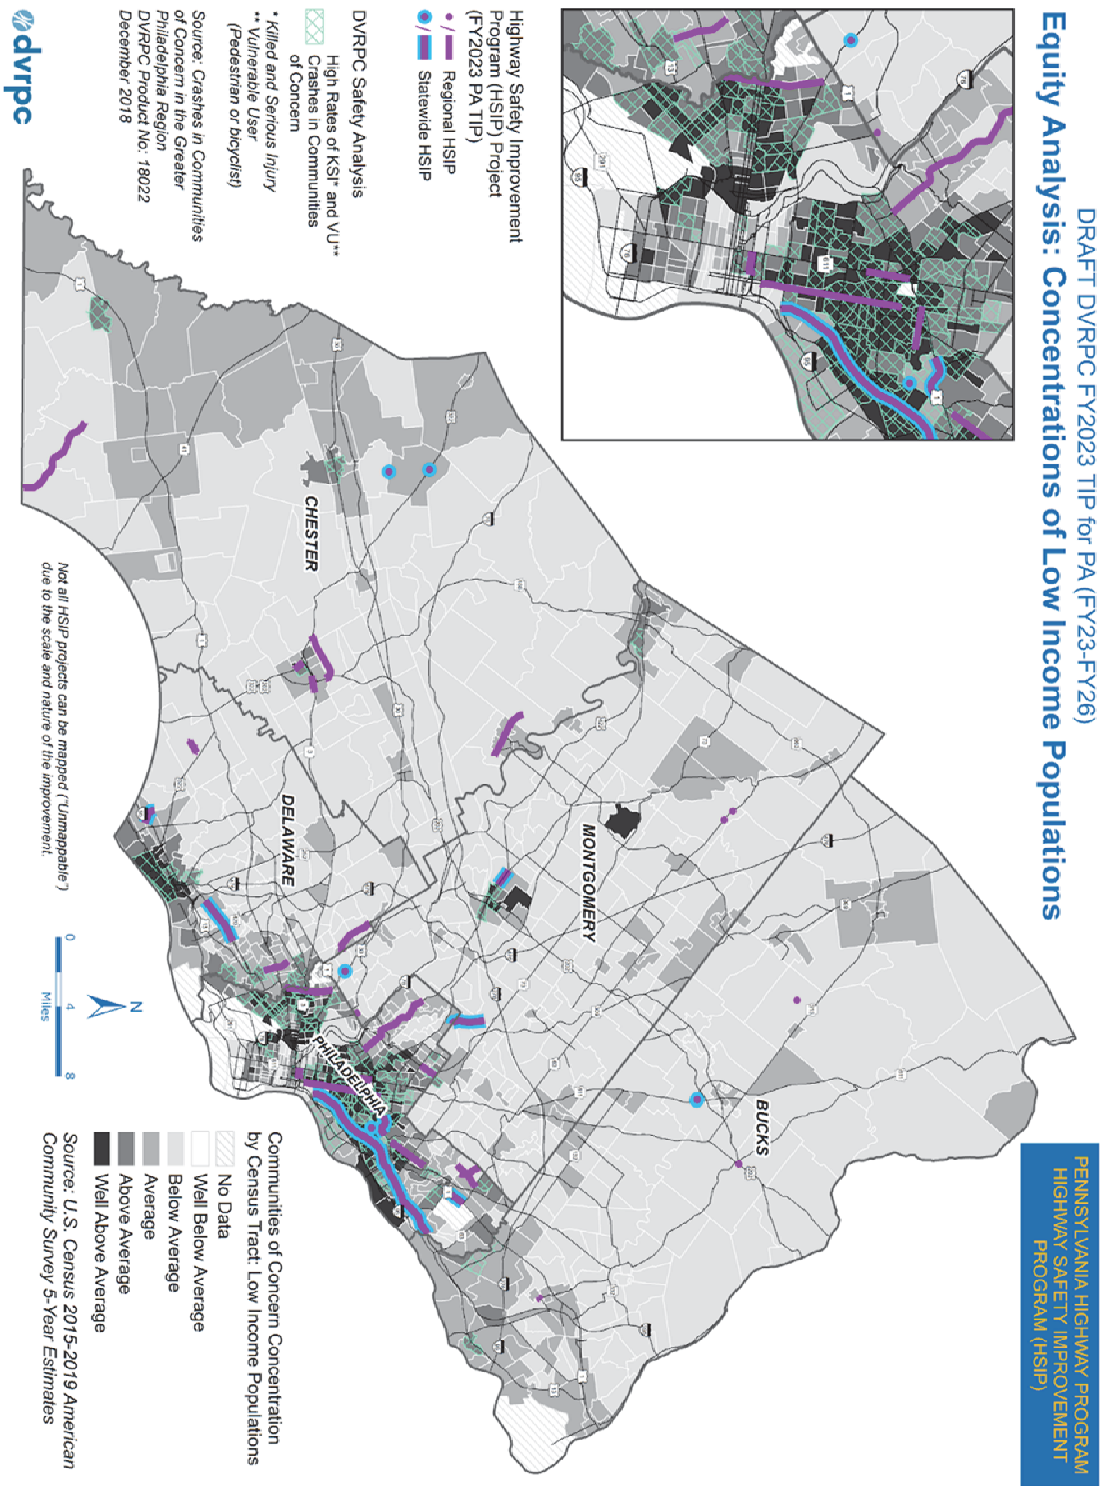 DRAFT DVRPC FY2023 TIP for PA (FY23-FY26)
Equity Analysis: Concentrations of Low Income Populations
PENNSYLVANIA HIGHWAY PROGRAM
HIGHWAY SAFETY IMPROVEMENT
PROGRAM (HSIP)
Highway Safety Improvement
Program (HSIP) Project
(FY2023 PA TIP)
Regional HSIP
Statewide HSIP
DVRPC Safety Analysis
High Rates of KSI* and VU**
Crashes in Communities
of Concern
* Killed and Serious Injury
** Vulnerable User
(Pedestrian or bicyclist)
Source: Crashes in Communities
of Concern in the Greater
Philadelphia Region
DVRPC Product No: 18022
December 2018
dvrpc
CHESTER
DELAWARE
MONTGOMERY
PHILADELPHIA
BUCKS
Not all HSIP projects can be mapped ("Unmappable")
due to the scale and nature of the improvement.
0 4 8
Miles
N
Communities of Concern Concentration
by Census Tract: Low Income Populations
No Data
Well Below Average
Below Average
Average
Above Average
Well Above Average
Source: U.S. Census 2015-2019 American
Community Survey 5-Year Estimates